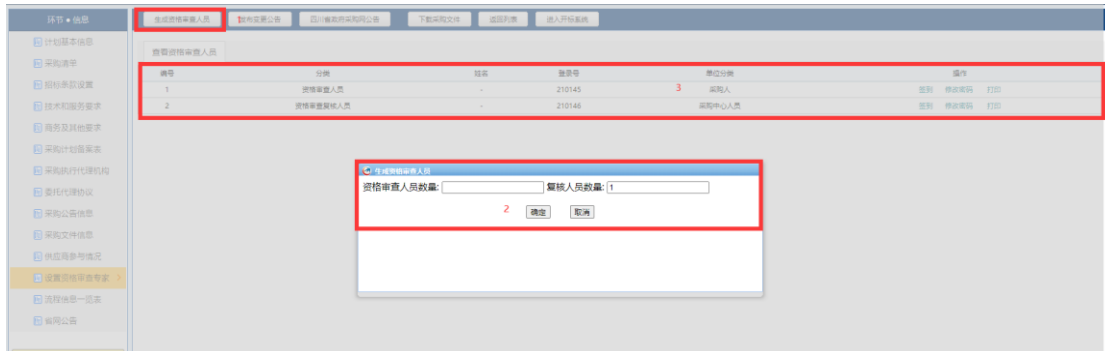 环节●信息
生成资格审查人员 1 发布变更公告 四川省政府采购网公告 下载采购文件 返回列表 进入开标系统
计划基本信息
采购清单
招标条款设置
技术和服务要求
商务及其他要求
采购计划备案表
采购执行代理机构
委托代理协议
采购公告信息
采购文件信息
供应商参与情况
设置资格审查专家
流程信息一览表
省网公告
查看资格审查人员
编号 分类 姓名 登录号 单位分类 操作
1 资格审查人员 - 210145 3 采购人 签到 修改密码 打印
2 资格审查复核人员 - 210146 采购中心人员 签到 修改密码 打印
生成资格审查人员
资格审查人员数量: 复核人员数量: 1
2 确定 取消